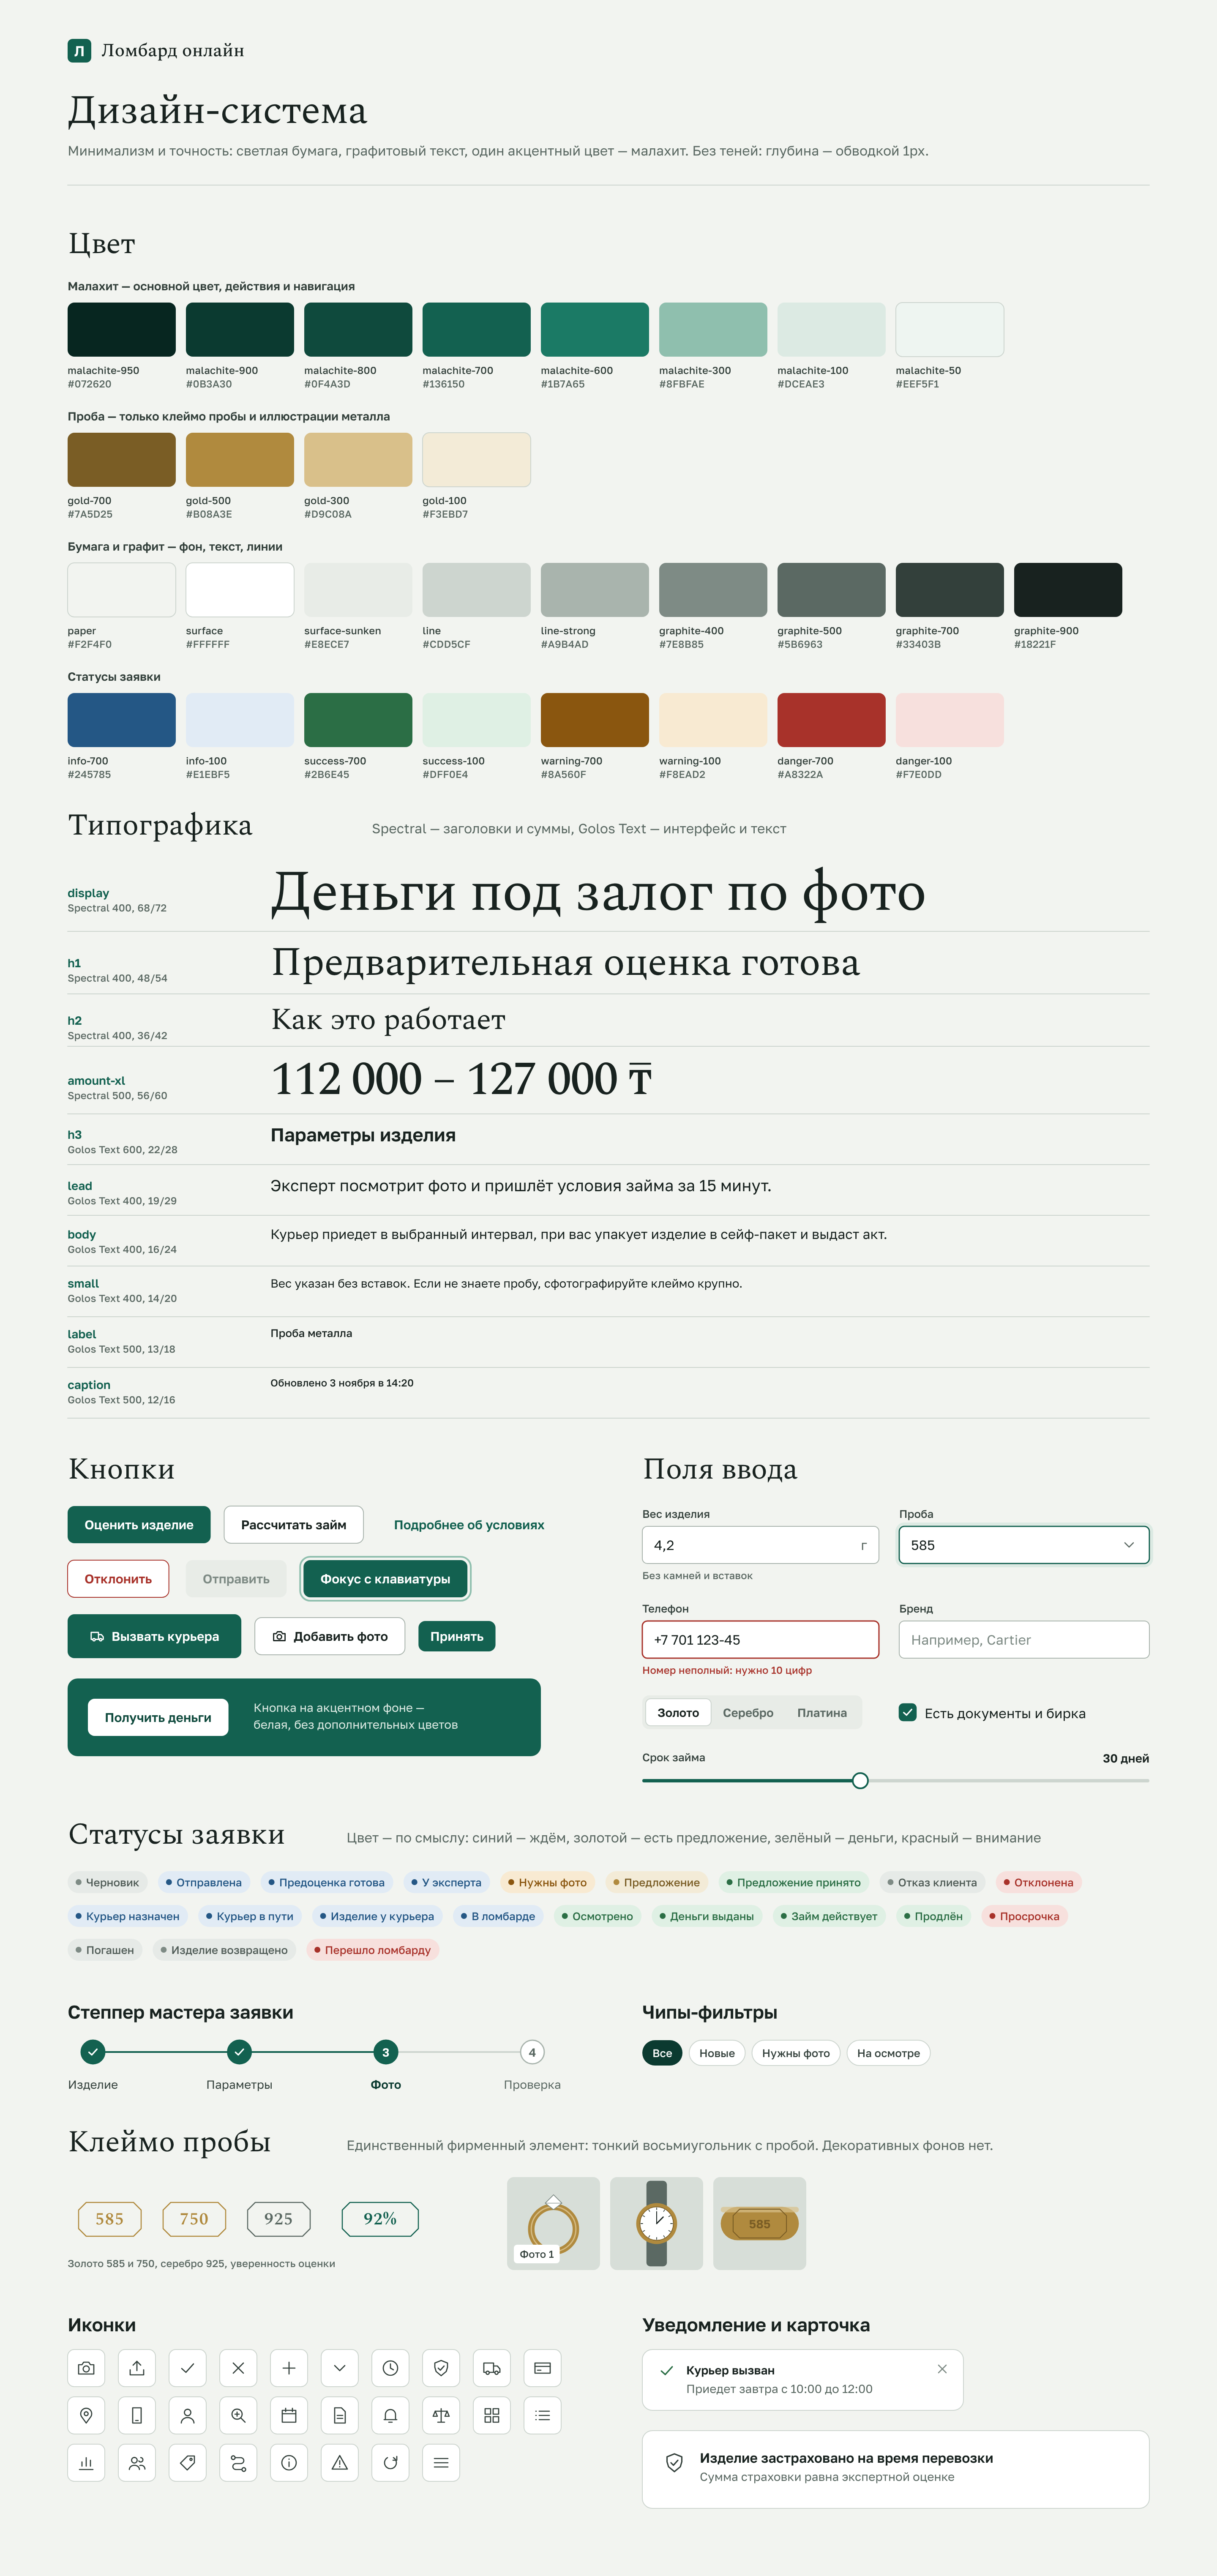 Л Ломбард онлайн
Дизайн-система
Минимализм и точность: светлая бумага, графитовый текст, один акцентный цвет — малахит. Без теней: глубина — обводкой 1px.
Цвет
Малахит — основной цвет, действия и навигация
malachite-950 malachite-900 malachite-800 malachite-700 malachite-600 malachite-300 malachite-100 malachite-50
#072620 #0B3A30 #0F4A3D #136150 #1B7A65 #8FBFAE #DCEAE3 #EEF5F1
Проба — только клеймо пробы и иллюстрации металла
gold-700 gold-500 gold-300 gold-100
#7A5D25 #B08A3E #D9C08A #F3EBD7
Бумага и графит — фон, текст, линии
paper surface surface-sunken line line-strong graphite-400 graphite-500 graphite-700 graphite-900
#F2F4F0 #FFFFFF #E8ECE7 #CDD5CF #A9B4AD #7E8B85 #5B6963 #33403B #18221F
Статусы заявки
info-700 info-100 success-700 success-100 warning-700 warning-100 danger-700 danger-100
#245785 #E1EBF5 #2B6E45 #DFF0E4 #8A560F #F8EAD2 #A8322A #F7E0DD
Типографика Spectral — заголовки и суммы, Golos Text — интерфейс и текст
display
Spectral 400, 68/72
Деньги под залог по фото
h1
Spectral 400, 48/54
Предварительная оценка готова
h2
Spectral 400, 36/42
Как это работает
amount-xl
Spectral 500, 56/60
112 000 – 127 000 ₸
h3
Golos Text 600, 22/28
Параметры изделия
lead
Golos Text 400, 19/29
Эксперт посмотрит фото и пришлёт условия займа за 15 минут.
body
Golos Text 400, 16/24
Курьер приедет в выбранный интервал, при вас упакует изделие в сейф-пакет и выдаст акт.
small
Golos Text 400, 14/20
Вес указан без вставок. Если не знаете пробу, сфотографируйте клеймо крупно.
label
Golos Text 500, 13/18
Проба металла
caption
Golos Text 500, 12/16
Обновлено 3 ноября в 14:20
Кнопки
Оценить изделие Рассчитать займ Подробнее об условиях
Отклонить Отправить Фокус с клавиатуры
Вызвать курьера Добавить фото Принять
Получить деньги
Кнопка на акцентном фоне —
белая, без дополнительных цветов
Поля ввода
Вес изделия Проба
4,2 г 585
Без камней и вставок
Телефон Бренд
+7 701 123-45 Например, Cartier
Номер неполный: нужно 10 цифр
Золото Серебро Платина Есть документы и бирка
Срок займа 30 дней
Статусы заявки Цвет — по смыслу: синий — ждём, золотой — есть предложение, зелёный — деньги, красный — внимание
Черновик Отправлена Предоценка готова У эксперта Нужны фото Предложение Предложение принято Отказ клиента Отклонена
Курьер назначен Курьер в пути Изделие у курьера В ломбарде Осмотрено Деньги выданы Займ действует Продлён Просрочка
Погашен Изделие возвращено Перешло ломбарду
Степпер мастера заявки
3 4
Изделие Параметры Фото Проверка
Чипы-фильтры
Все Новые Нужны фото На осмотре
Клеймо пробы Единственный фирменный элемент: тонкий восьмиугольник с пробой. Декоративных фонов нет.
585 750 925 92%
Золото 585 и 750, серебро 925, уверенность оценки
Фото 1
585
Иконки
Уведомление и карточка
Курьер вызван
Приедет завтра с 10:00 до 12:00
Изделие застраховано на время перевозки
Сумма страховки равна экспертной оценке